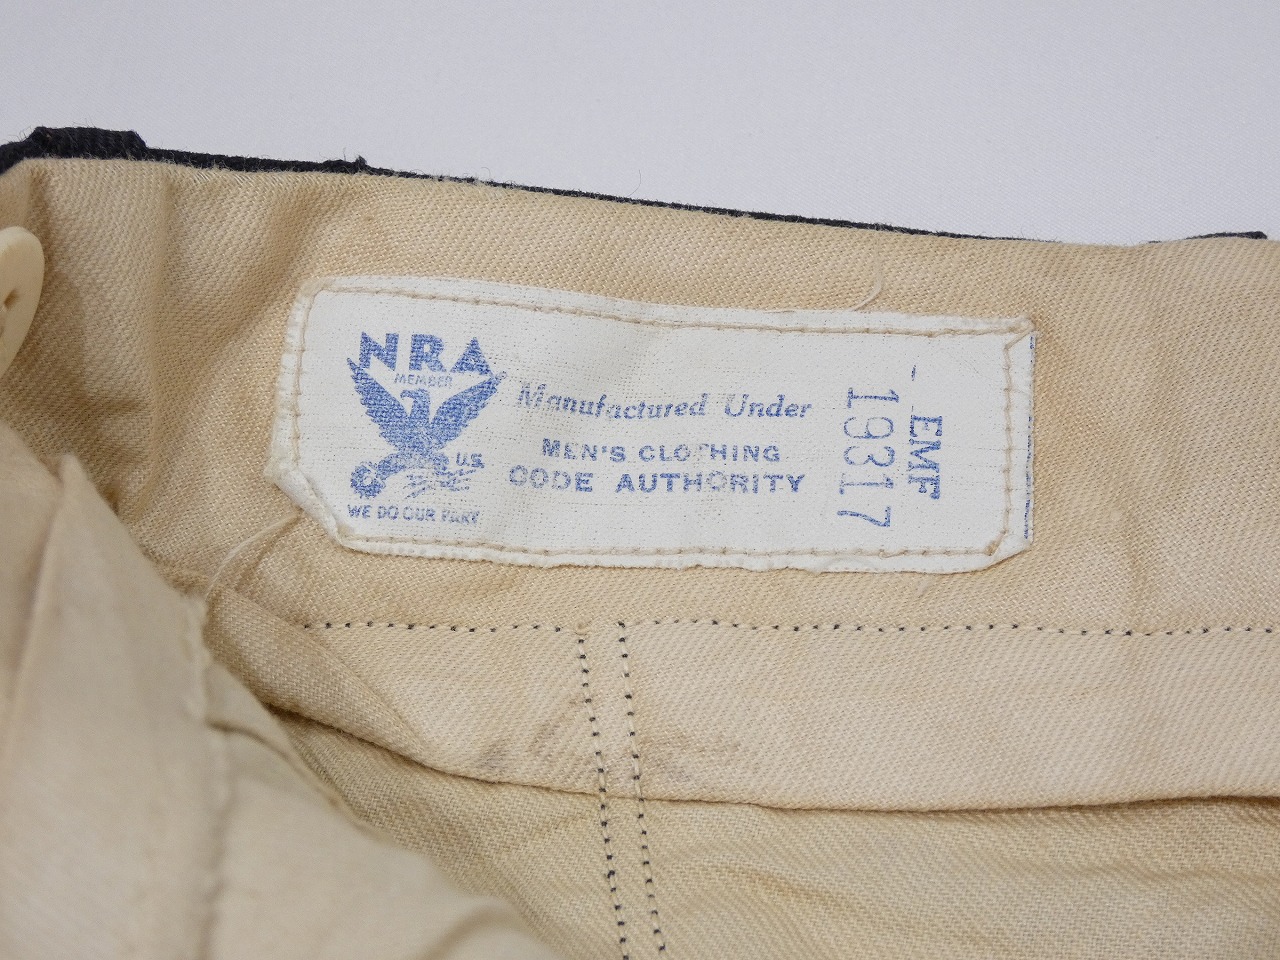 NRA
MEMBER
U.S.
WE DO OUR PART
Manufactured Under
MEN'S CLOTHING
CODE AUTHORITY
EMF
19317